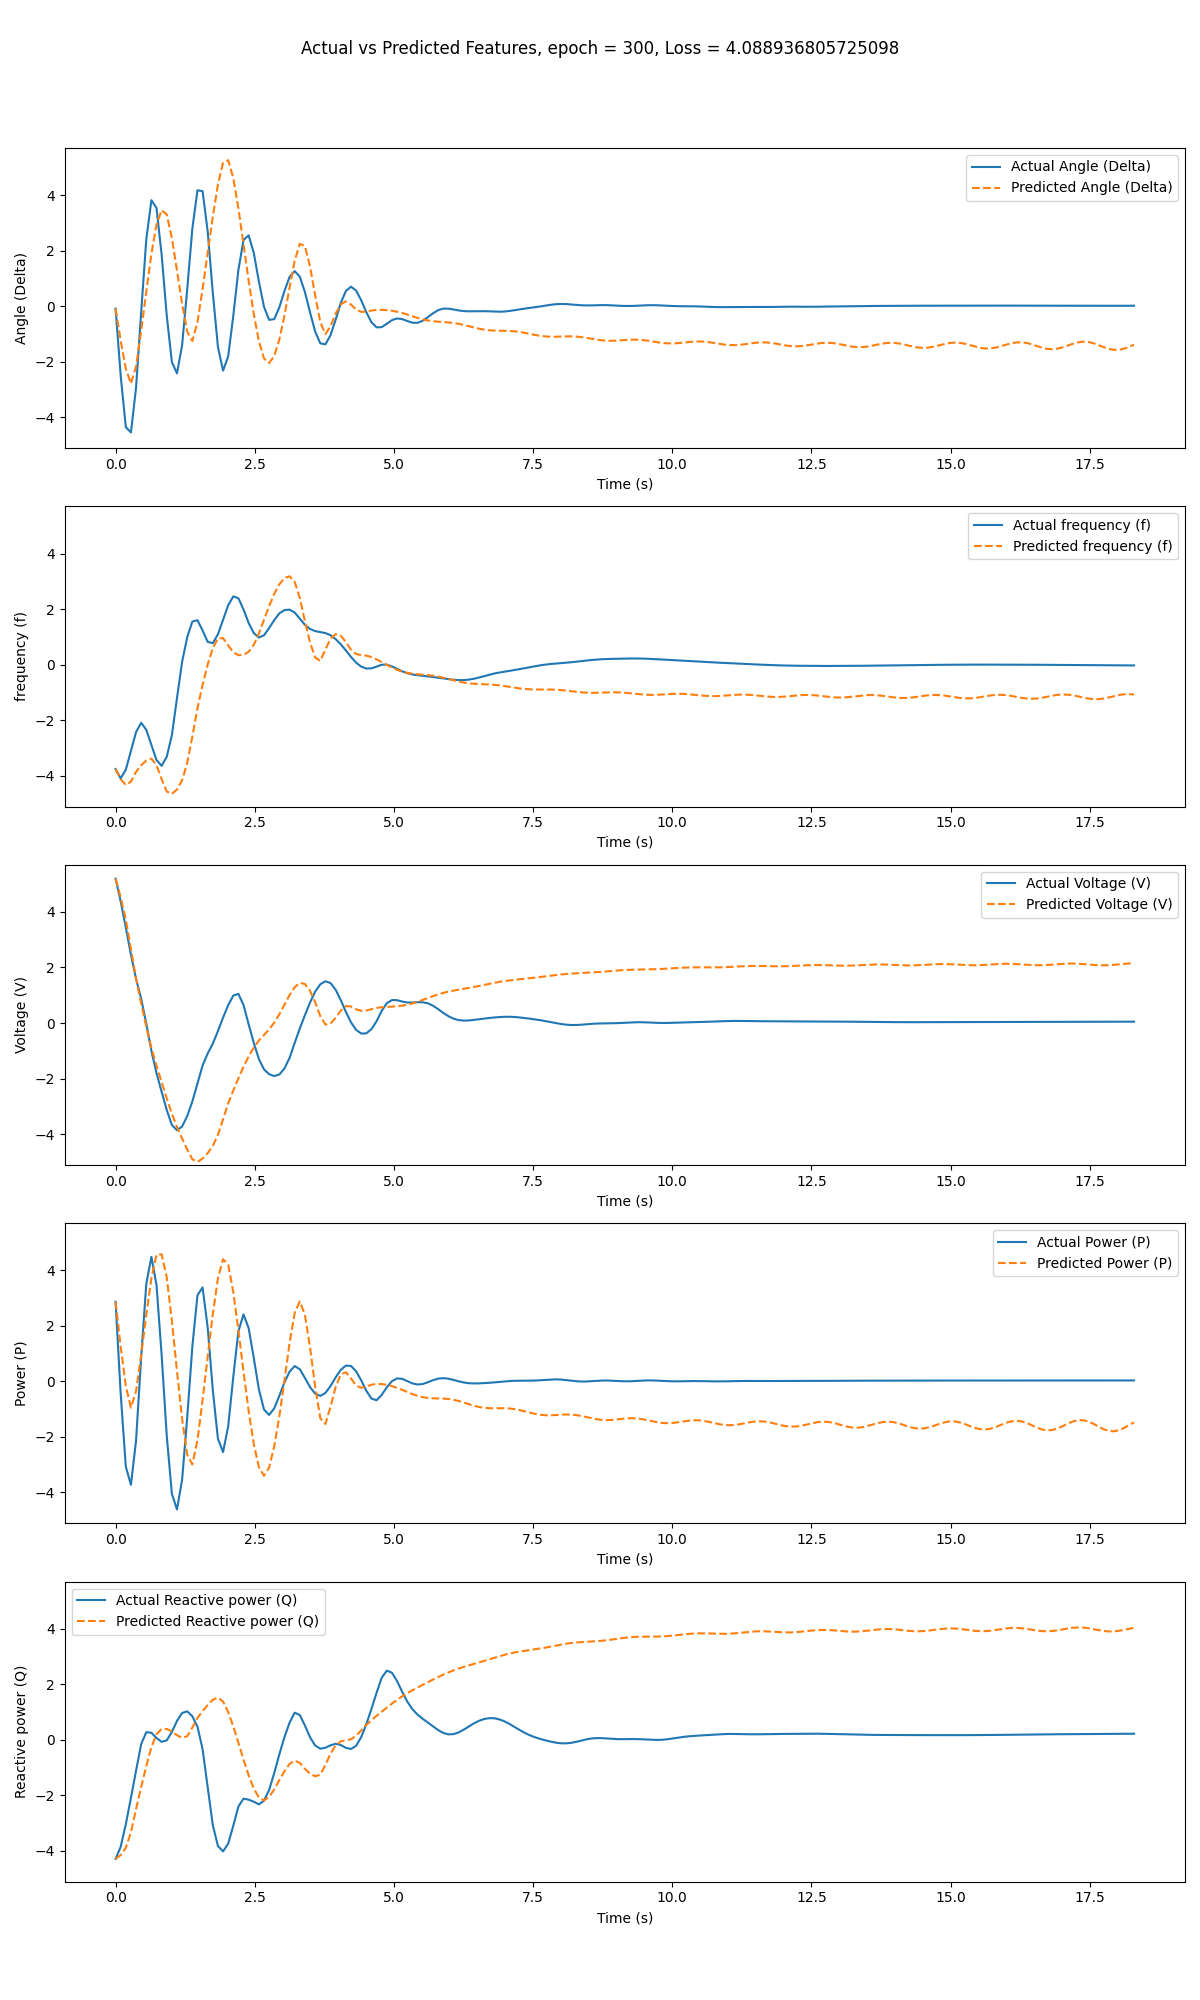 Actual vs Predicted Features, epoch = 300, Loss = 4.088936805725098
Actual Angle (Delta)
Predicted Angle (Delta)
Angle (Delta)
4
2
0
−2
−4
0.0 2.5 5.0 7.5 10.0 12.5 15.0 17.5
Time (s)
Actual frequency (f)
Predicted frequency (f)
frequency (f)
4
2
0
−2
−4
0.0 2.5 5.0 7.5 10.0 12.5 15.0 17.5
Time (s)
Actual Voltage (V)
Predicted Voltage (V)
Voltage (V)
4
2
0
−2
−4
0.0 2.5 5.0 7.5 10.0 12.5 15.0 17.5
Time (s)
Actual Power (P)
Predicted Power (P)
Power (P)
4
2
0
−2
−4
0.0 2.5 5.0 7.5 10.0 12.5 15.0 17.5
Time (s)
Actual Reactive power (Q)
Predicted Reactive power (Q)
Reactive power (Q)
4
2
0
−2
−4
0.0 2.5 5.0 7.5 10.0 12.5 15.0 17.5
Time (s)